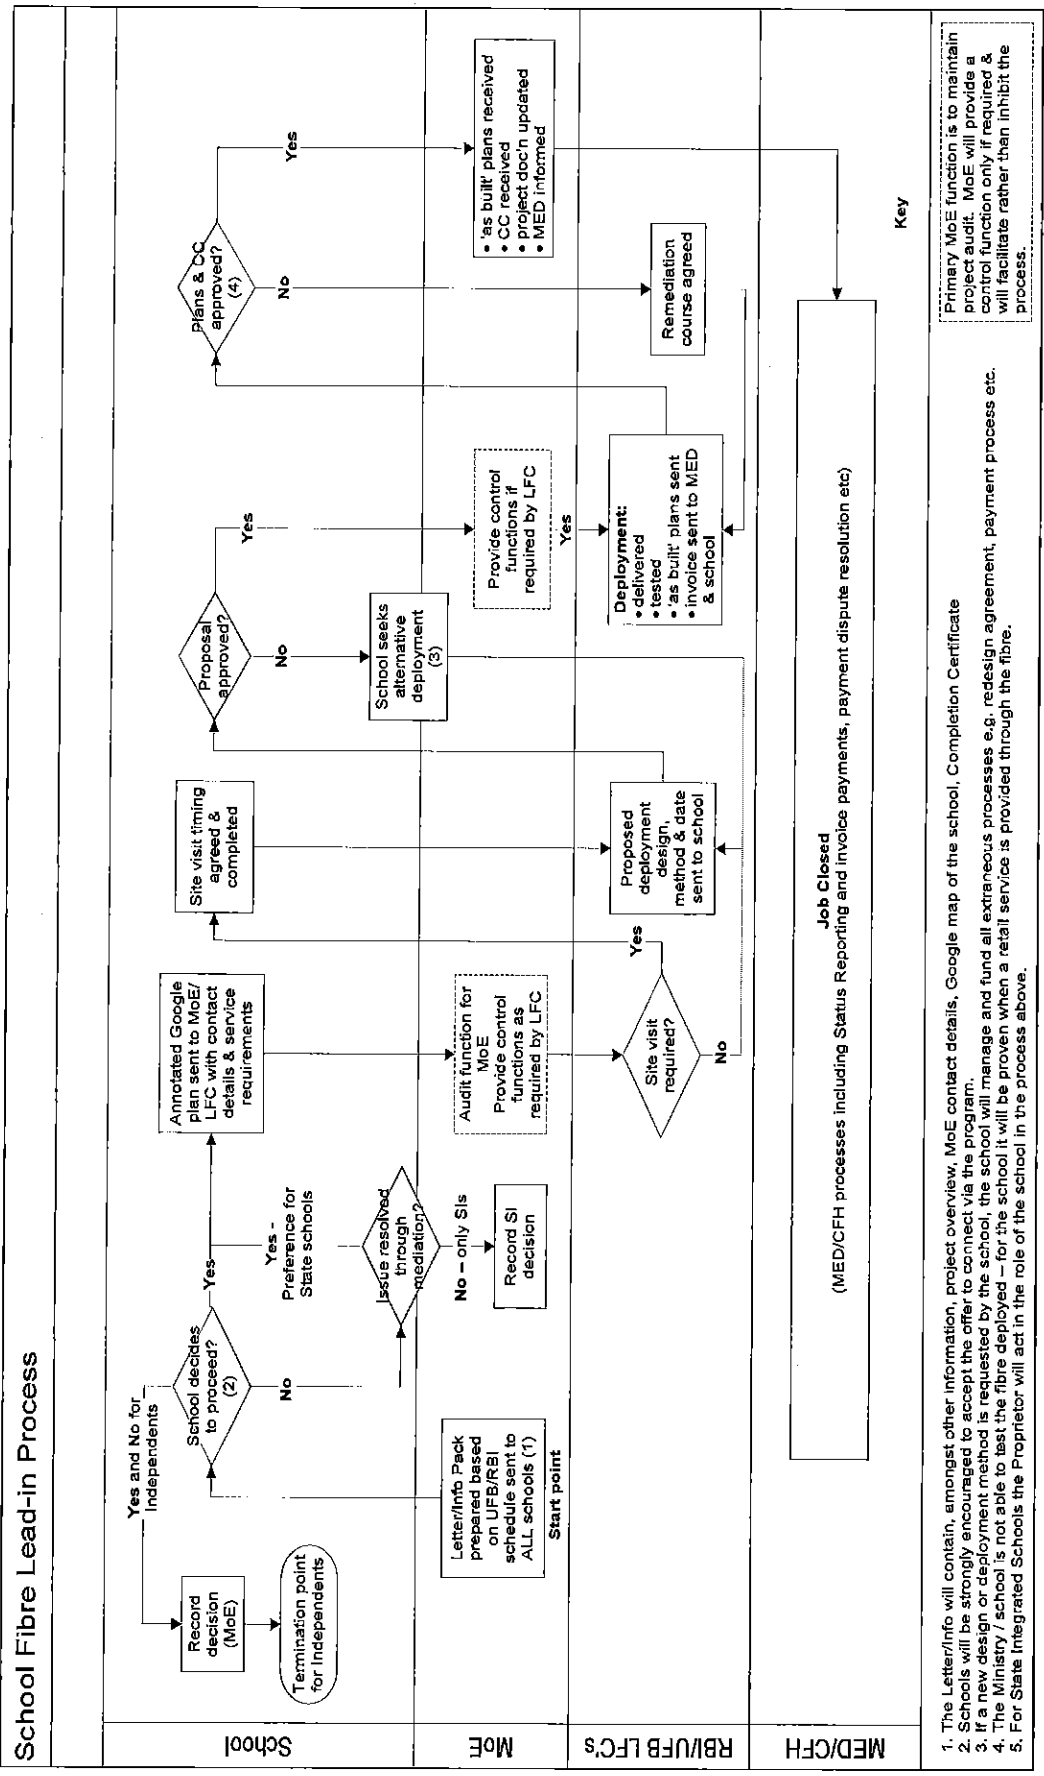 School Fibre Lead-in Process
School
Record
decision
(MoE)
Termination point
for Independents
Yes and No for
Independents
School decides
to proceed?
(2)
Yes
No
Yes -
Preference for
State schools
Issue resolved
through
mediation?
No – only SIs
Annotated Google
plan sent to MoE/
LFC with contact
details & service
requirements
Site visit timing
agreed &
completed
Proposal
approved?
Yes
No
School seeks
alternative
deployment
(3)
Plans & CC
approved?
(4)
Yes
No
MoE
Letter/Info Pack
prepared based
on UFB/RBI
schedule sent to
ALL schools (1)
Start point
Record SI
decision
Audit function for
MoE
Provide control
functions as
required by LFC
Provide control
functions if
required by LFC
Yes
• 'as built' plans received
• CC received
• project doc'n updated
• MED informed
RBI/UFB LFC's
Site visit
required?
Yes
No
Proposed
deployment
design,
method & date
sent to school
Deployment:
• delivered
• tested
• 'as built' plans sent
• invoice sent to MED
& school
Remediation
course agreed
MED/CFH
Job Closed
(MED/CFH processes including Status Reporting and invoice payments, payment dispute resolution etc)
Key
1. The Letter/Info will contain, amongst other information, project overview, MoE contact details, Google map of the school, Completion Certificate
2. Schools will be strongly encouraged to accept the offer to connect via the program.
3. If a new design or deployment method is requested by the school, the school will manage and fund all extraneous processes e.g. redesign agreement, payment process etc.
4. The Ministry / school is not able to test the fibre deployed – for the school it will be proven when a retail service is provided through the fibre.
5. For State Integrated Schools the Proprietor will act in the role of the school in the process above.
Primary MoE function is to maintain
project audit. MoE will provide a
control function only if required &
will facilitate rather than inhibit the
process.